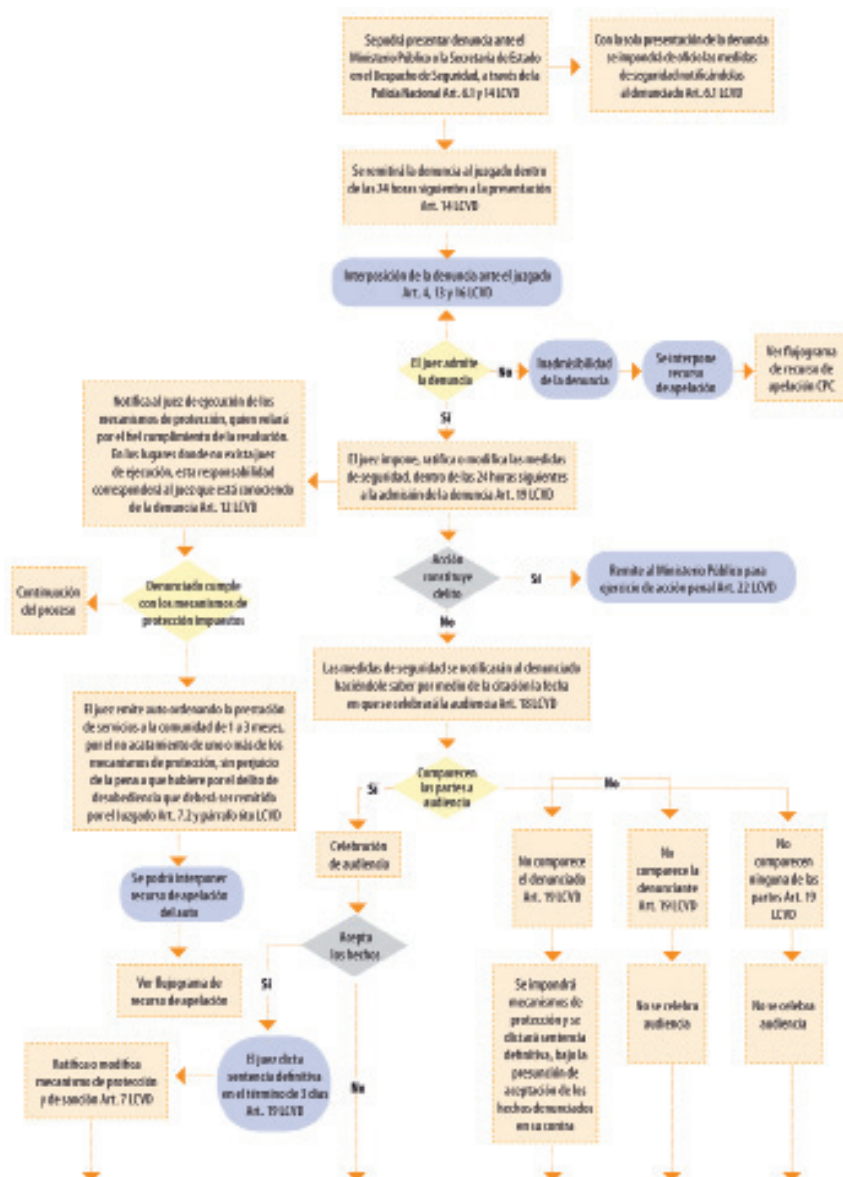 Se podrá presentar denuncia ante el
Ministerio Público o la Secretaria de Estado
en el Despacho de Seguridad, a través de la
Policía Nacional Art. 6.1 y 14 LCVD
Con la sola presentación de la denuncia
se impondrá de oficio las medidas
de seguridad notificándolas
al denunciado Art. 6.1 LCVD
Se remitirá la denuncia al juzgado dentro
de las 24 horas siguientes a la presentación
Art. 14 LCVD
Interposición de la denuncia ante el juzgado
Art. 4, 13 y 16 LCVD
El juez admite
la denuncia
No
Inadmisibilidad
de la denuncia
Se interpone
recurso
de apelación
Ver flujograma
de recurso de
apelación CPC
Sí
Notifica al juez de ejecución de los
mecanismos de protección, quien velará
por el fiel cumplimiento de la resolución.
En los lugares donde no exista juez
de ejecución, esta responsabilidad
corresponderá al juez que está conociendo
de la denuncia Art. 12 LCVD
El juez impone, ratifica o modifica las medidas
de seguridad, dentro de las 24 horas siguientes
a la admisión de la denuncia Art. 19 LCVD
Acción
constituye
delito
Sí
Remite al Ministerio Público para
ejercicio de acción penal Art. 22 LCVD
No
Continuación
del proceso
Denunciado cumple
con los mecanismos de
protección impuestos
Las medidas de seguridad se notificarán al denunciado
haciéndole saber por medio de la citación la fecha
en que se celebrará la audiencia Art. 18 LCVD
El juez emite auto ordenando la prestación
de servicios a la comunidad de 1 a 3 meses,
por el no acatamiento de uno o más de los
mecanismos de protección, sin perjuicio
de la pena a que hubiere por el delito de
desobediencia que deberá ser remitido
por el Juzgado Art. 7.2 y párrafo 6to LCVD
Comparecen
las partes a
audiencia
Sí
No
Celebración
de audiencia
No comparece
el denunciado
Art. 19 LCVD
No
comparece la
denunciante
Art. 19 LCVD
No
comparecen
ninguna de las
partes Art. 19
LCVD
Se podrá interponer
recurso de apelación
del auto
Acepta
los hechos
Sí
No
Ver flujograma de
recurso de apelación
Se impondrá
mecanismos de
protección y se
dictará sentencia
definitiva, bajo la
presunción de
aceptación de los
hechos denunciados
en su contra
No se celebra
audiencia
No se celebra
audiencia
Ratifica o modifica
mecanismo de protección
y de sanción Art. 7 LCVD
El juez dicta
sentencia definitiva
en el término de 3 días
Art. 19 LCVD